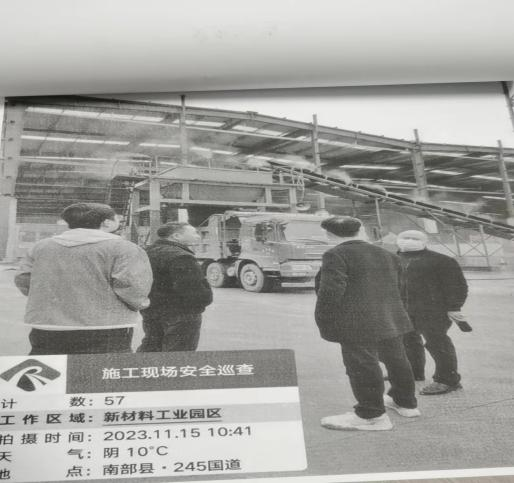 施工现场安全巡查
计 数：57
工作区域：新材料工业园区
拍摄时间：2023.11.15 10:41
天 气：阴 10°C
地 点：南部县·245国道